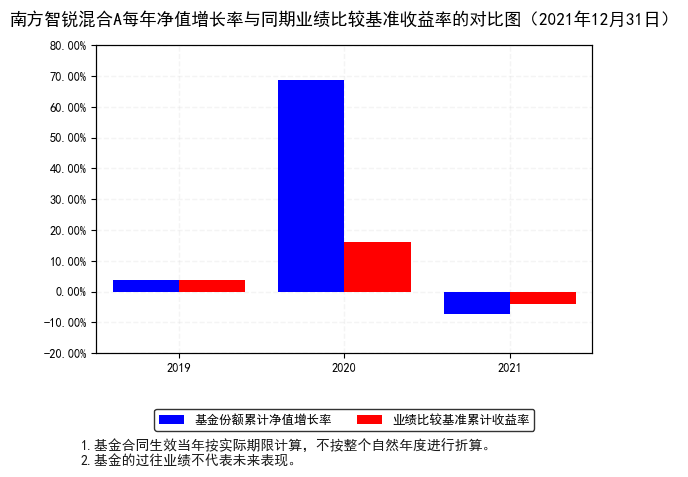 南方智锐混合A每年净值增长率与同期业绩比较基准收益率的对比图（2021年12月31日）
80.00%
70.00%
60.00%
50.00%
40.00%
30.00%
20.00%
10.00%
0.00%
-10.00%
-20.00%
2019 2020 2021
基金份额累计净值增长率 业绩比较基准累计收益率
1.基金合同生效当年按实际期限计算，不按整个自然年度进行折算。
2.基金的过往业绩不代表未来表现。